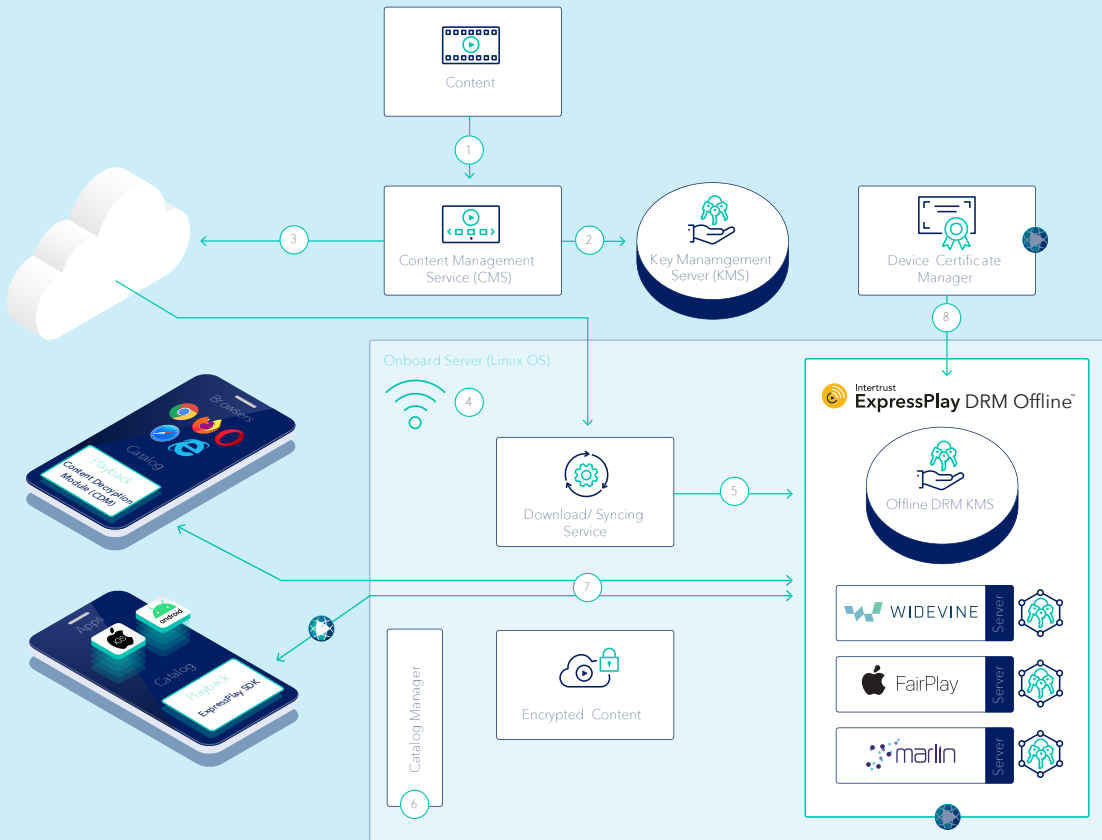 Content
1
3
Content Management
Service (CMS)
2
Key Manamgement
Server (KMS)
Device Certificate
Manager
8
Onboard Server (Linux OS)
4
Intertrust
ExpressPlay DRM Offline™
Browsers
Catalog
Playback
Content Decryption
Module (CDM)
Download/ Syncing
Service
5
Offline DRM KMS
7
Apps
iOS
android
Catalog
Playback
ExpressPlay SDK
Catalog Manager
6
Encrypted Content
WIDEVINE
Server
FairPlay
Server
marlin
Server